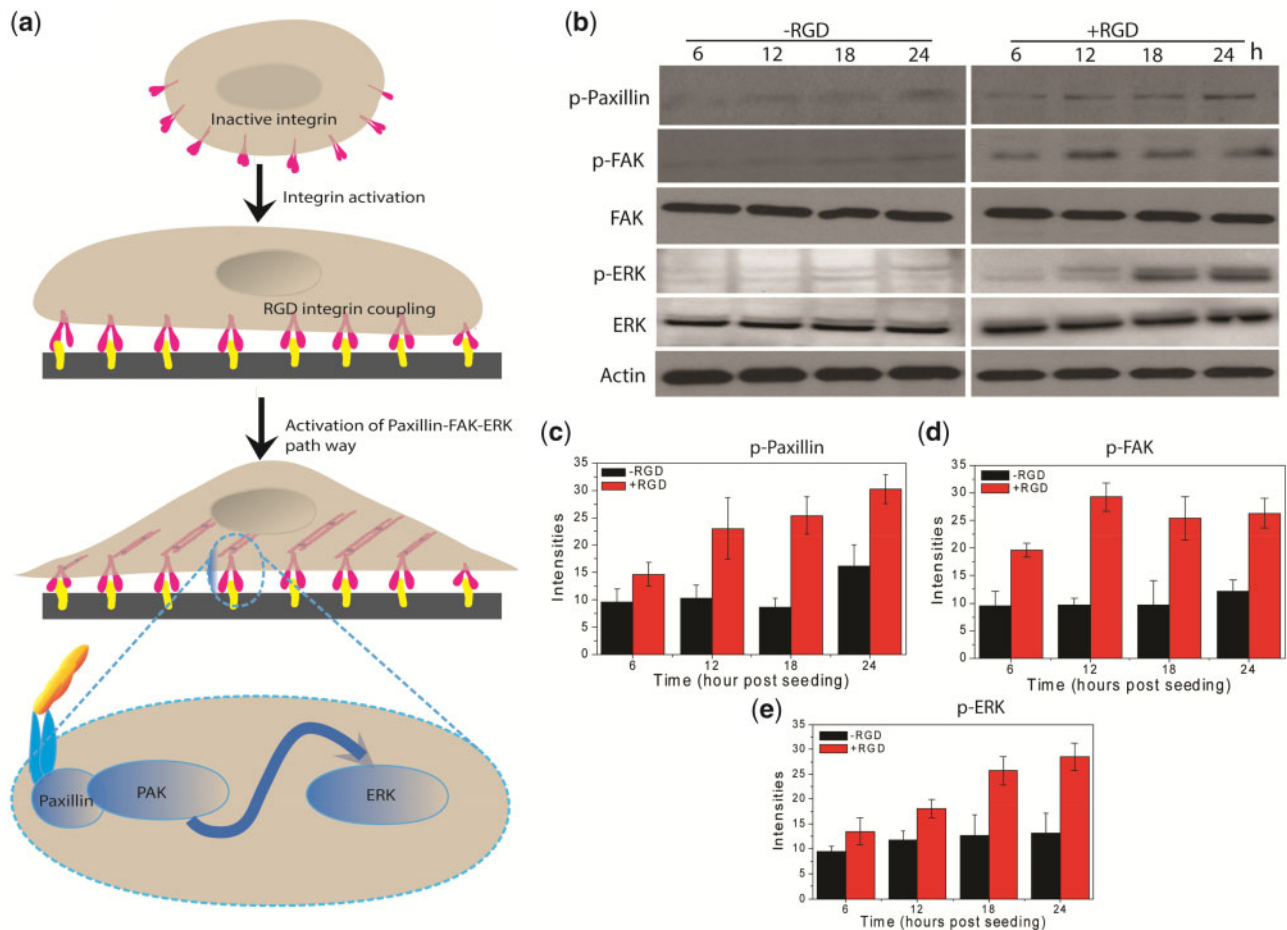 (a)
Inactive integrin
Integrin activation
RGD integrin coupling
Activation of Paxillin-FAK-ERK
path way
Paxillin
PAK
ERK
(b)
-RGD
+RGD
6 12 18 24 6 12 18 24 h
p-Paxillin
p-FAK
FAK
p-ERK
ERK
Actin
(c)
p-Paxillin
-RGD
+RGD
Intensities
35
30
25
20
15
10
5
0
6 12 18 24
Time (hour post seeding)
(d)
p-FAK
-RGD
+RGD
Intensities
35
30
25
20
15
10
5
0
6 12 18 24
Time (hours post seeding)
(e)
p-ERK
-RGD
+RGD
Intensities
35
30
25
20
15
10
5
0
6 12 18 24
Time (hours post seeding)